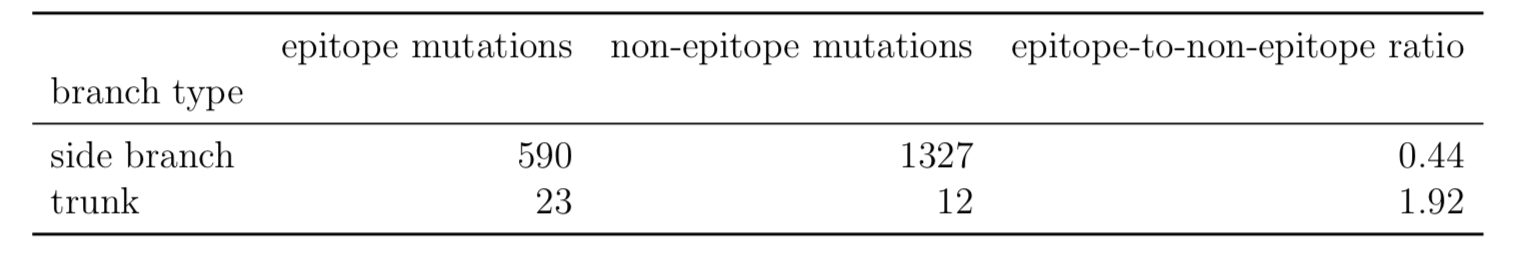 epitope mutations non-epitope mutations epitope-to-non-epitope ratio
branch type
side branch 590 1327 0.44
trunk 23 12 1.92